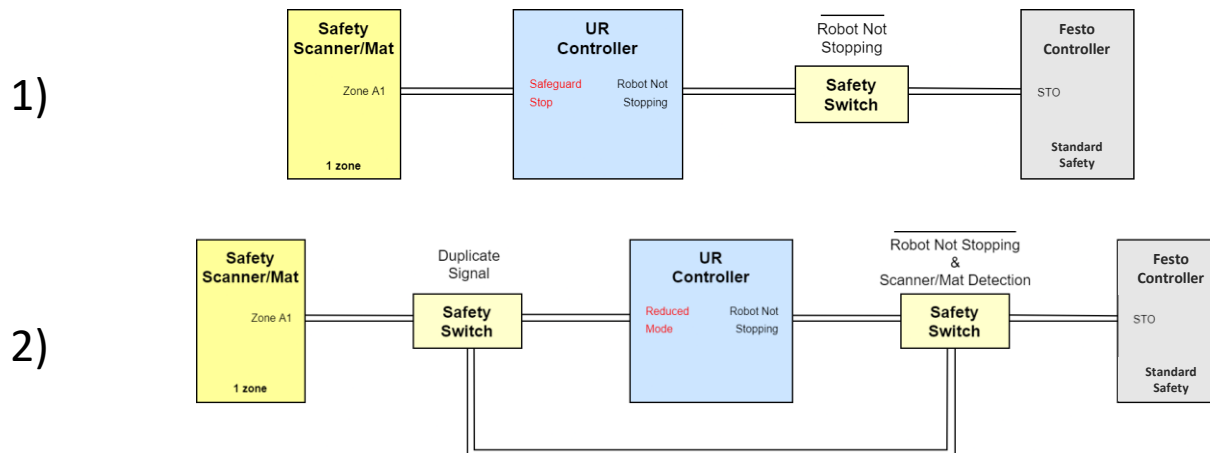 1)
Safety
Scanner/Mat
Zone A1
1 zone
UR
Controller
Safeguard
Stop
Robot Not
Stopping
Robot Not
Stopping
Safety
Switch
Festo
Controller
STO
Standard
Safety
2)
Safety
Scanner/Mat
Zone A1
1 zone
Duplicate
Signal
Safety
Switch
UR
Controller
Reduced
Mode
Robot Not
Stopping
Robot Not Stopping
&
Scanner/Mat Detection
Safety
Switch
Festo
Controller
STO
Standard
Safety